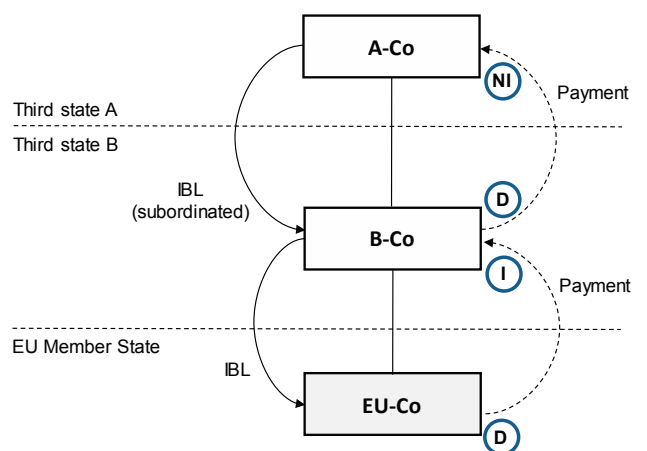 A-Co
NI
Payment
Third state A
Third state B
IBL
(subordinated)
D
B-Co
I
Payment
EU Member State
IBL
EU-Co
D